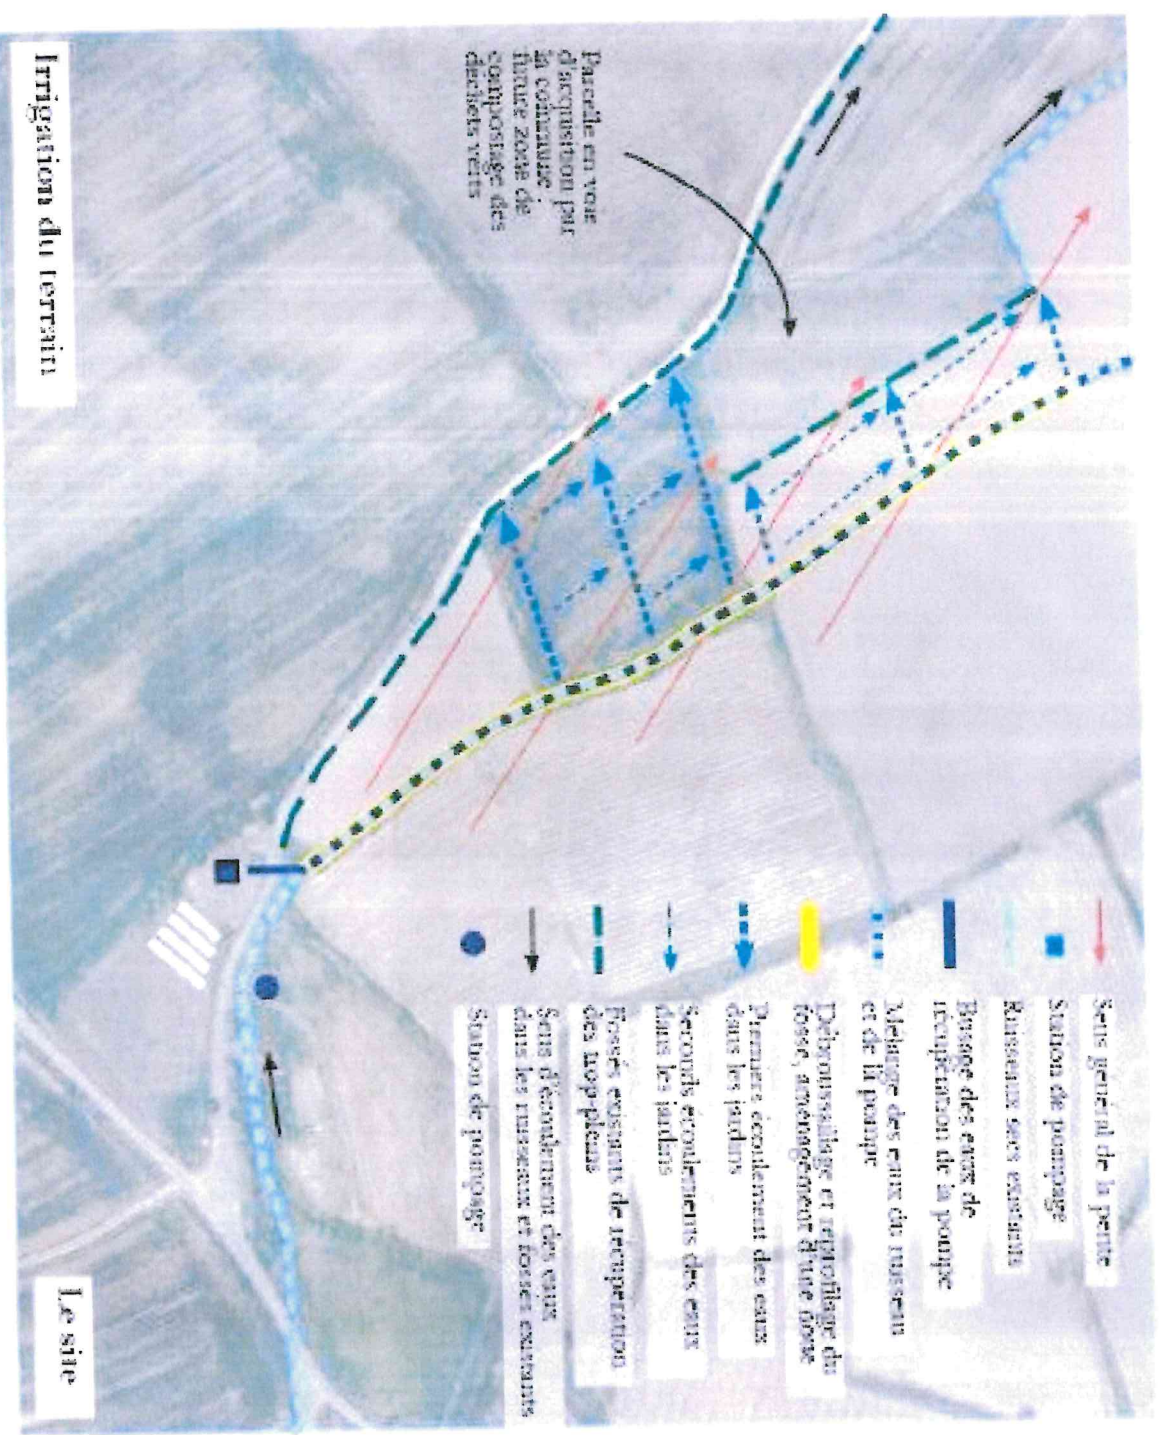 Parcelle en voie
d'acquisition par
la commune :
future zone de
compostage des
déchets verts
Sens général de la pente
Station de pompage
Ruisseaux secs existants
Busage des eaux de
récupération de la pompe
Mélange des eaux du ruisseau
et de la pompe
Débroussaillage et reprofilage du
fossé, aménagement d'une noue
Premiers écoulement des eaux
dans les jardins
Seconds écoulements des eaux
dans les jardins
Fossés existants de récupération
des trop-pleins
Sens d'écoulement des eaux
dans les ruisseaux et fossés existants
Station de pompage
Irrigation du terrain
Le site